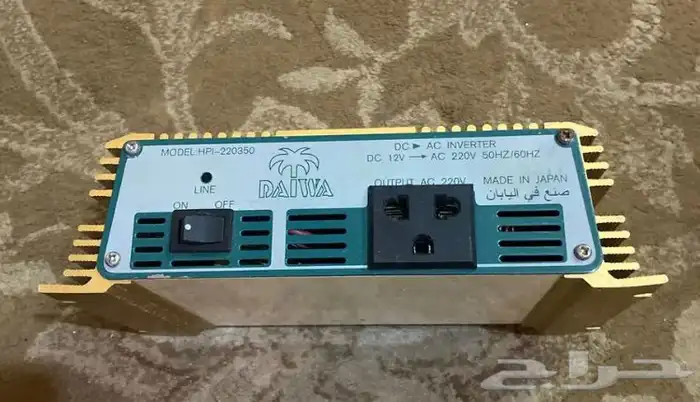 MODEL:HPI-220350
LINE
ON OFF
DAIWA
DC ► AC INVERTER
DC 12V → AC 220V 50HZ/60HZ
OUTPUT AC 220V
MADE IN JAPAN
صنع في اليابان
حراج